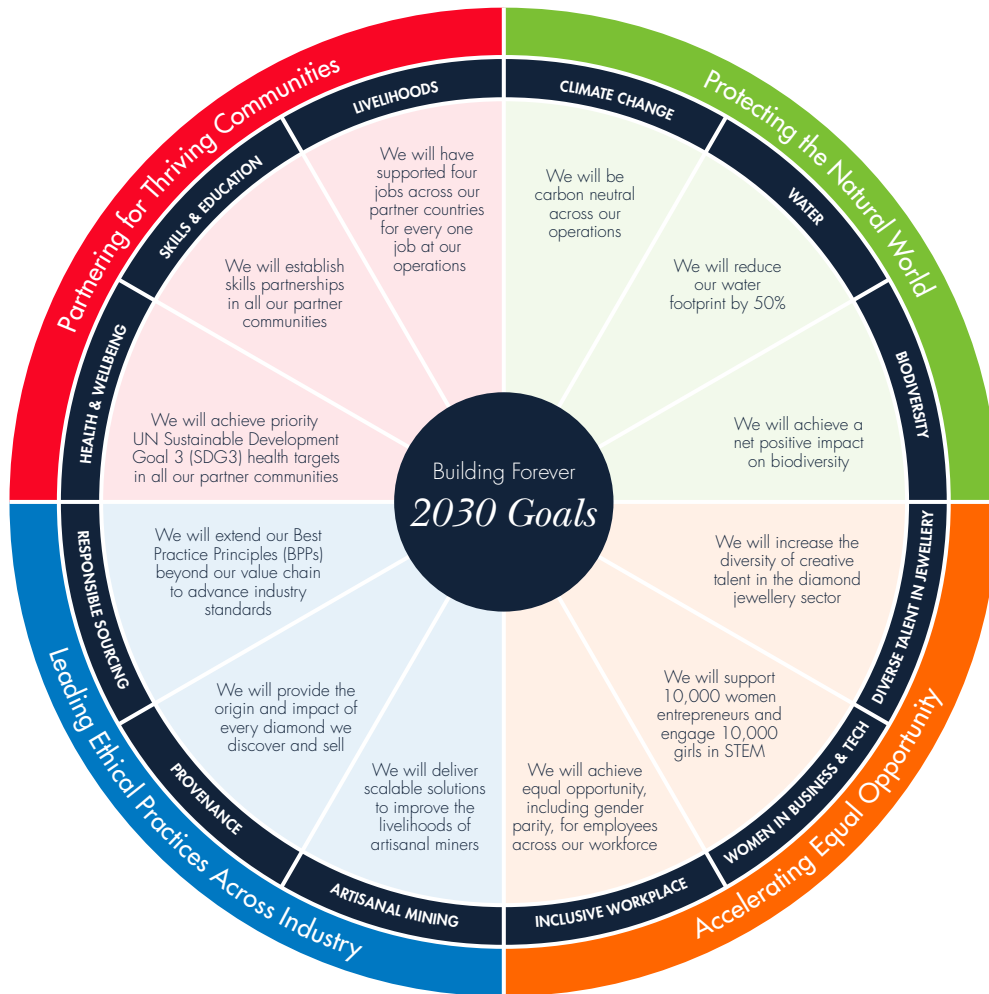 Building Forever
2030 Goals
Protecting the Natural World
CLIMATE CHANGE
We will be
carbon neutral
across our
operations
WATER
We will reduce
our water
footprint by 50%
BIODIVERSITY
We will achieve a
net positive impact
on biodiversity
Accelerating Equal Opportunity
DIVERSE TALENT IN JEWELLERY
We will increase the
diversity of creative
talent in the diamond
jewellery sector
WOMEN IN BUSINESS & TECH
We will support
10,000 women
entrepreneurs and
engage 10,000
girls in STEM
INCLUSIVE WORKPLACE
We will achieve
equal opportunity,
including gender
parity, for employees
across our workforce
Leading Ethical Practices Across Industry
ARTISANAL MINING
We will deliver
scalable solutions
to improve the
livelihoods of
artisanal miners
PROVENANCE
We will provide the
origin and impact of
every diamond we
discover and sell
RESPONSIBLE SOURCING
We will extend our Best
Practice Principles (BPPs)
beyond our value chain
to advance industry
standards
Partnering for Thriving Communities
HEALTH & WELLBEING
We will achieve priority
UN Sustainable Development
Goal 3 (SDG3) health targets
in all our partner communities
SKILLS & EDUCATION
We will establish
skills partnerships
in all our partner
communities
LIVELIHOODS
We will have
supported four
jobs across our
partner countries
for every one
job at our
operations